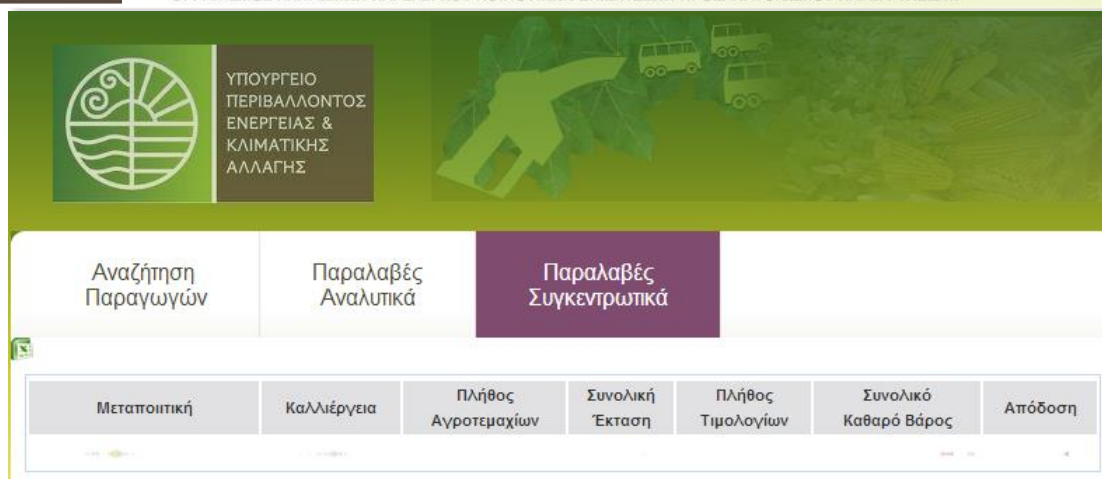 ΥΠΟΥΡΓΕΙΟ
ΠΕΡΙΒΑΛΛΟΝΤΟΣ
ΕΝΕΡΓΕΙΑΣ &
ΚΛΙΜΑΤΙΚΗΣ
ΑΛΛΑΓΗΣ
Αναζήτηση
Παραγωγών
Παραλαβές
Αναλυτικά
Παραλαβές
Συγκεντρωτικά
Μεταποιητική
Καλλιέργεια
Πλήθος
Αγροτεμαχίων
Συνολική
Έκταση
Πλήθος
Τιμολογίων
Συνολικό
Καθαρό Βάρος
Απόδοση